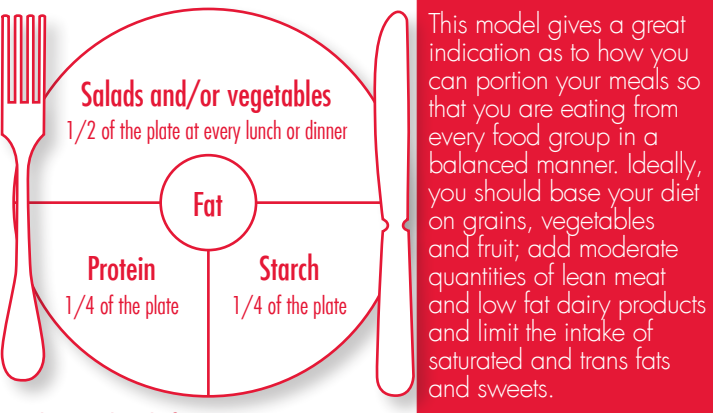 Salads and/or vegetables
1/2 of the plate at every lunch or dinner
Fat
Protein
1/4 of the plate
Starch
1/4 of the plate
This model gives a great
indication as to how you
can portion your meals so
that you are eating from
every food group in a
balanced manner. Ideally,
you should base your diet
on grains, vegetables
and fruit; add moderate
quantities of lean meat
and low fat dairy products
and limit the intake of
saturated and trans fats
and sweets.